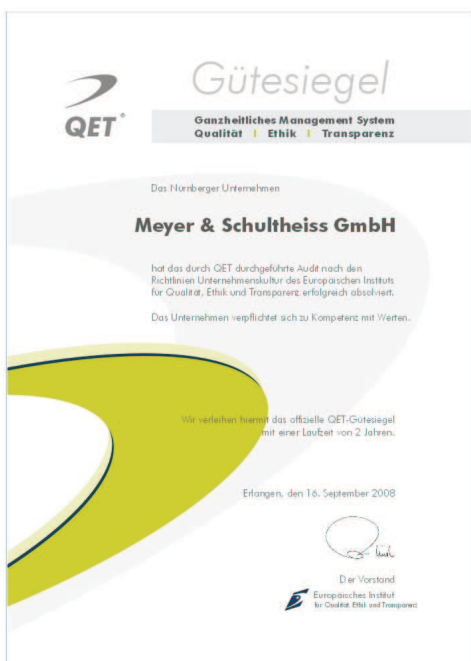 Gütesiegel
QET®
Ganzheitliches Management System
Qualität | Ethik | Transparenz
Das Nürnberger Unternehmen
Meyer & Schultheiss GmbH
hat das durch QET durchgeführte Audit nach den
Richtlinien Unternehmenskultur des Europäischen Instituts
für Qualität, Ethik und Transparenz erfolgreich absolviert.
Das Unternehmen verpflichtet sich zu Kompetenz mit Werten.
Wir verleihen hiermit das offizielle QET-Gütesiegel
mit einer Laufzeit von 2 Jahren.
Erlangen, den 16. September 2008
Der Vorstand
Europäisches Institut
für Qualität, Ethik und Transparenz